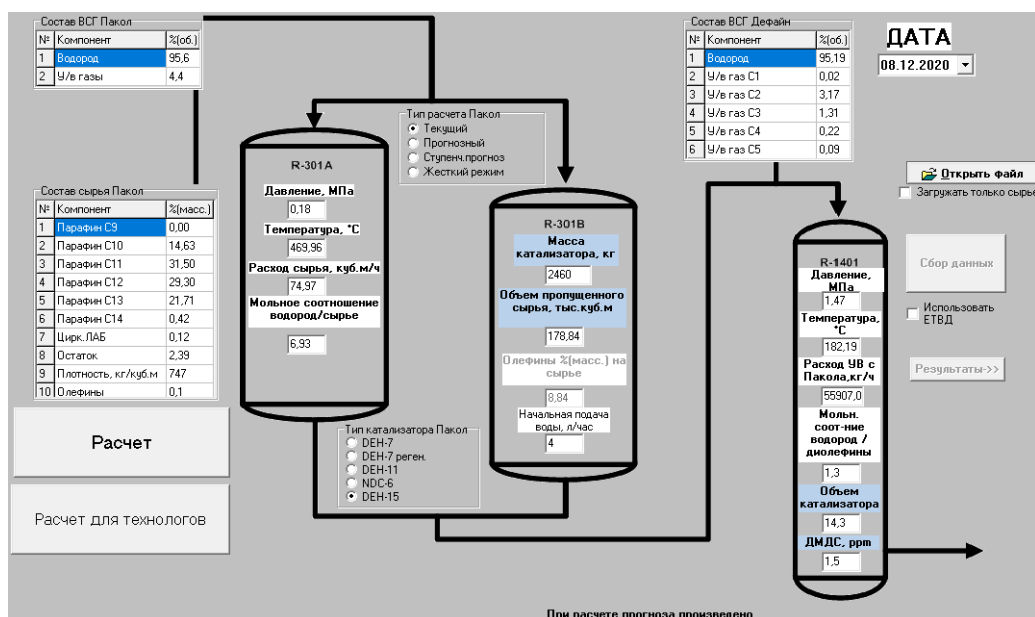 Состав ВСГ Пакол
№ Компонент %(об.)
1 Водород 95,6
2 У/в газы 4,4
Состав ВСГ Дефайн
№ Компонент %(об.)
1 Водород 95,19
2 У/в газ С1 0,02
3 У/в газ С2 3,17
4 У/в газ С3 1,31
5 У/в газ С4 0,22
6 У/в газ С5 0,09
ДАТА
08.12.2020
Тип расчета Пакол
Текущий
Прогнозный
Ступенч.прогноз
Жесткий режим
Открыть файл
Загружать только сырье
Состав сырья Пакол
№ Компонент %(масс.)
1 Парафин С9 0,00
2 Парафин С10 14,63
3 Парафин С11 31,50
4 Парафин С12 29,30
5 Парафин С13 21,71
6 Парафин С14 0,42
7 Цирк.ЛАБ 0,12
8 Остаток 2,39
9 Плотность, кг/куб.м 747
10 Олефины 0,1
R-301A
Давление, МПа
0,18
Температура, °С
469,96
Расход сырья, куб.м/ч
74,97
Мольное соотношение
водород/сырье
6,93
R-301B
Масса
катализатора, кг
2460
Объем пропущенного
сырья, тыс.куб.м
178,84
Олефины %(масс.) на
сырье
8,84
Начальная подача
воды, л/час
4
R-1401
Давление,
МПа
1,47
Температура,
°С
182,19
Расход УВ с
Пакола,кг/ч
55907,0
Мольн.
соот-ние
водород /
диолефины
1,3
Объем
катализатора
14,3
ДМДС, ppm
1,5
Сбор данных
Использовать
ЕТВД
Результаты->>
Расчет
Расчет для технологов
Тип катализатора Пакол
DEH-7
DEH-7 реген.
DEH-11
NDC-6
DEH-15
При расчете прогноза произведено